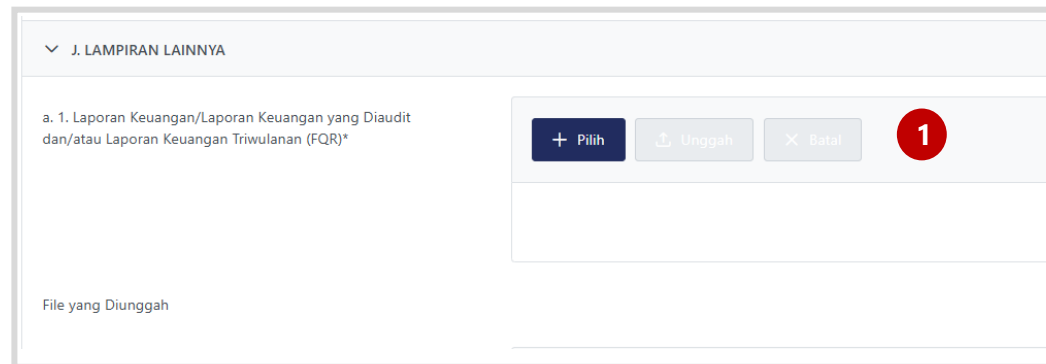 J. LAMPIRAN LAINNYA
a. 1. Laporan Keuangan/Laporan Keuangan yang Diaudit
dan/atau Laporan Keuangan Triwulanan (FQR)*
+ Pilih
Unggah
Batal
1
File yang Diunggah